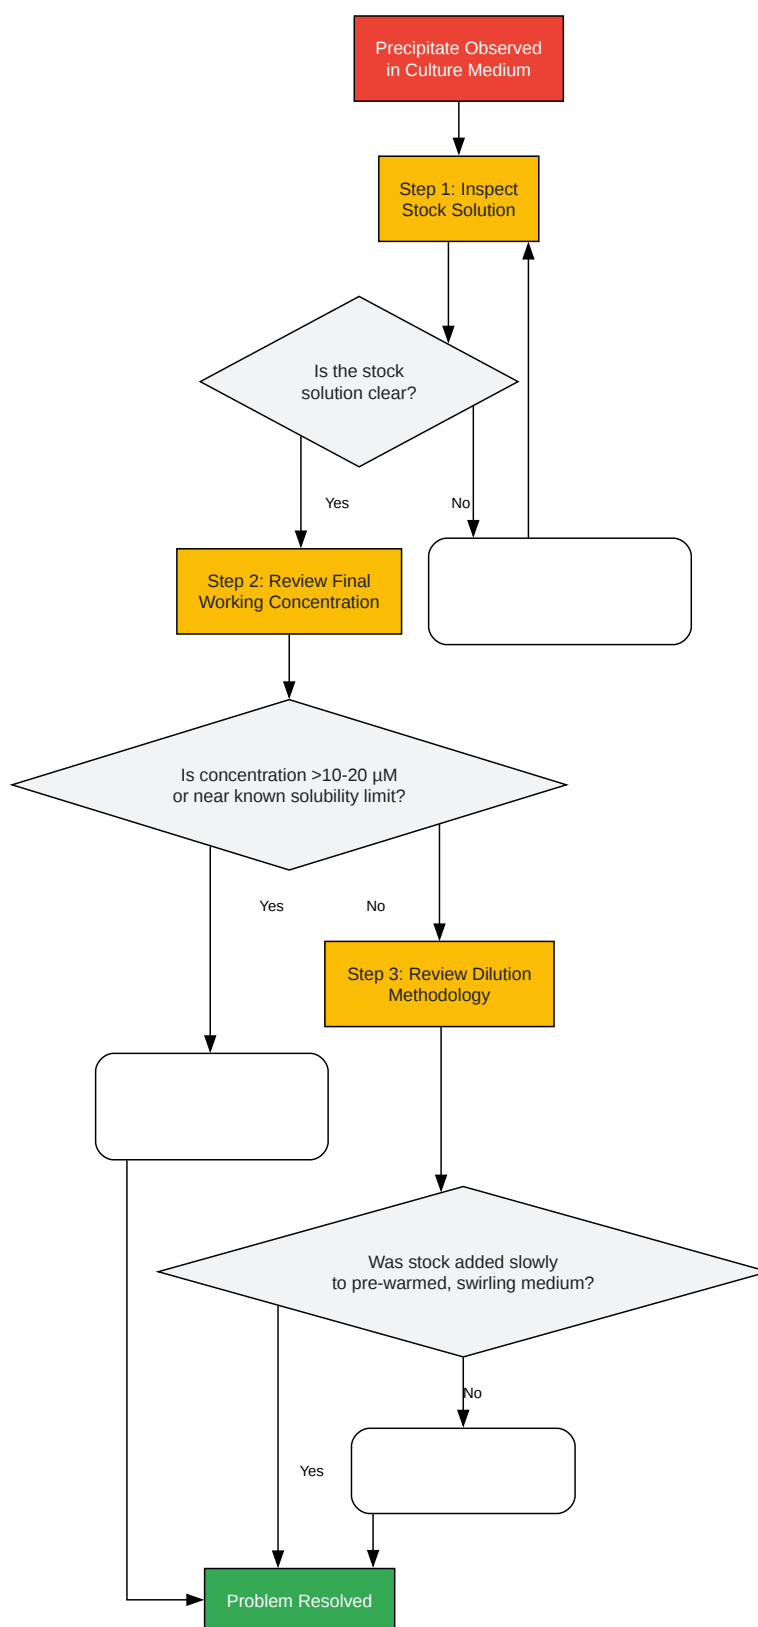 Precipitate Observed
in Culture Medium
Step 1: Inspect
Stock Solution
Is the stock
solution clear?
Yes
No
Step 2: Review Final
Working Concentration
Is concentration >10-20 µM
or near known solubility limit?
Yes
No
Step 3: Review Dilution
Methodology
Was stock added slowly
to pre-warmed, swirling medium?
No
Yes
Problem Resolved